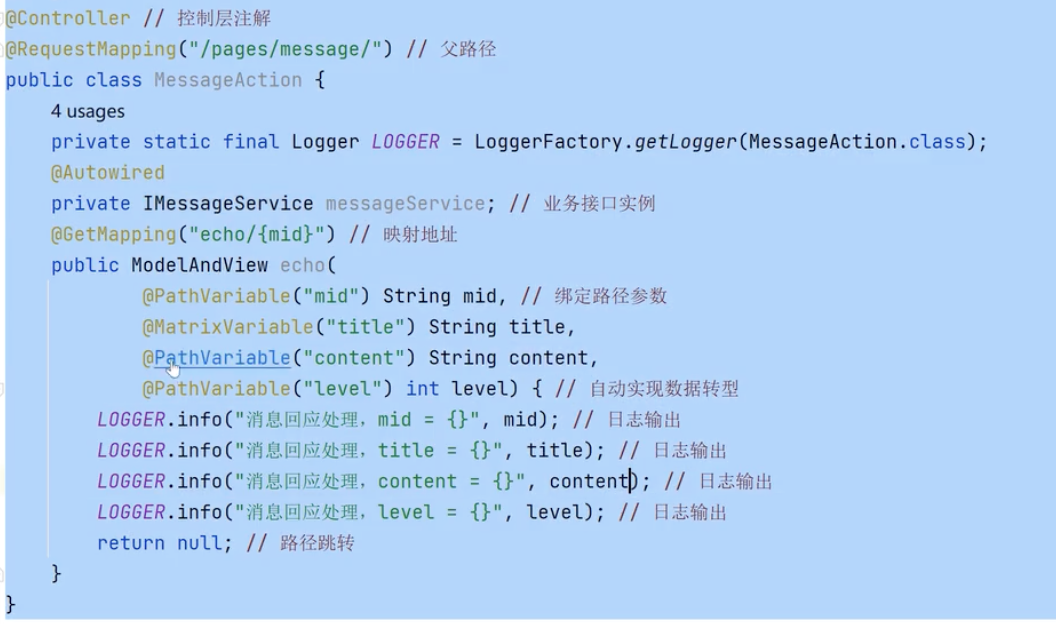 @Controller // 控制层注解
@RequestMapping("/pages/message/") // 父路径
public class MessageAction {
4 usages
private static final Logger LOGGER = LoggerFactory.getLogger(MessageAction.class);
@Autowired
private IMessageService messageService; // 业务接口实例
@GetMapping("echo/{mid}") // 映射地址
public ModelAndView echo(
@PathVariable("mid") String mid, // 绑定路径参数
@MatrixVariable("title") String title,
@PathVariable("content") String content,
@PathVariable("level") int level) { // 自动实现数据转型
LOGGER.info("消息回应处理，mid = {}", mid); // 日志输出
LOGGER.info("消息回应处理，title = {}", title); // 日志输出
LOGGER.info("消息回应处理，content = {}", content); // 日志输出
LOGGER.info("消息回应处理，level = {}", level); // 日志输出
return null; // 路径跳转
}
}